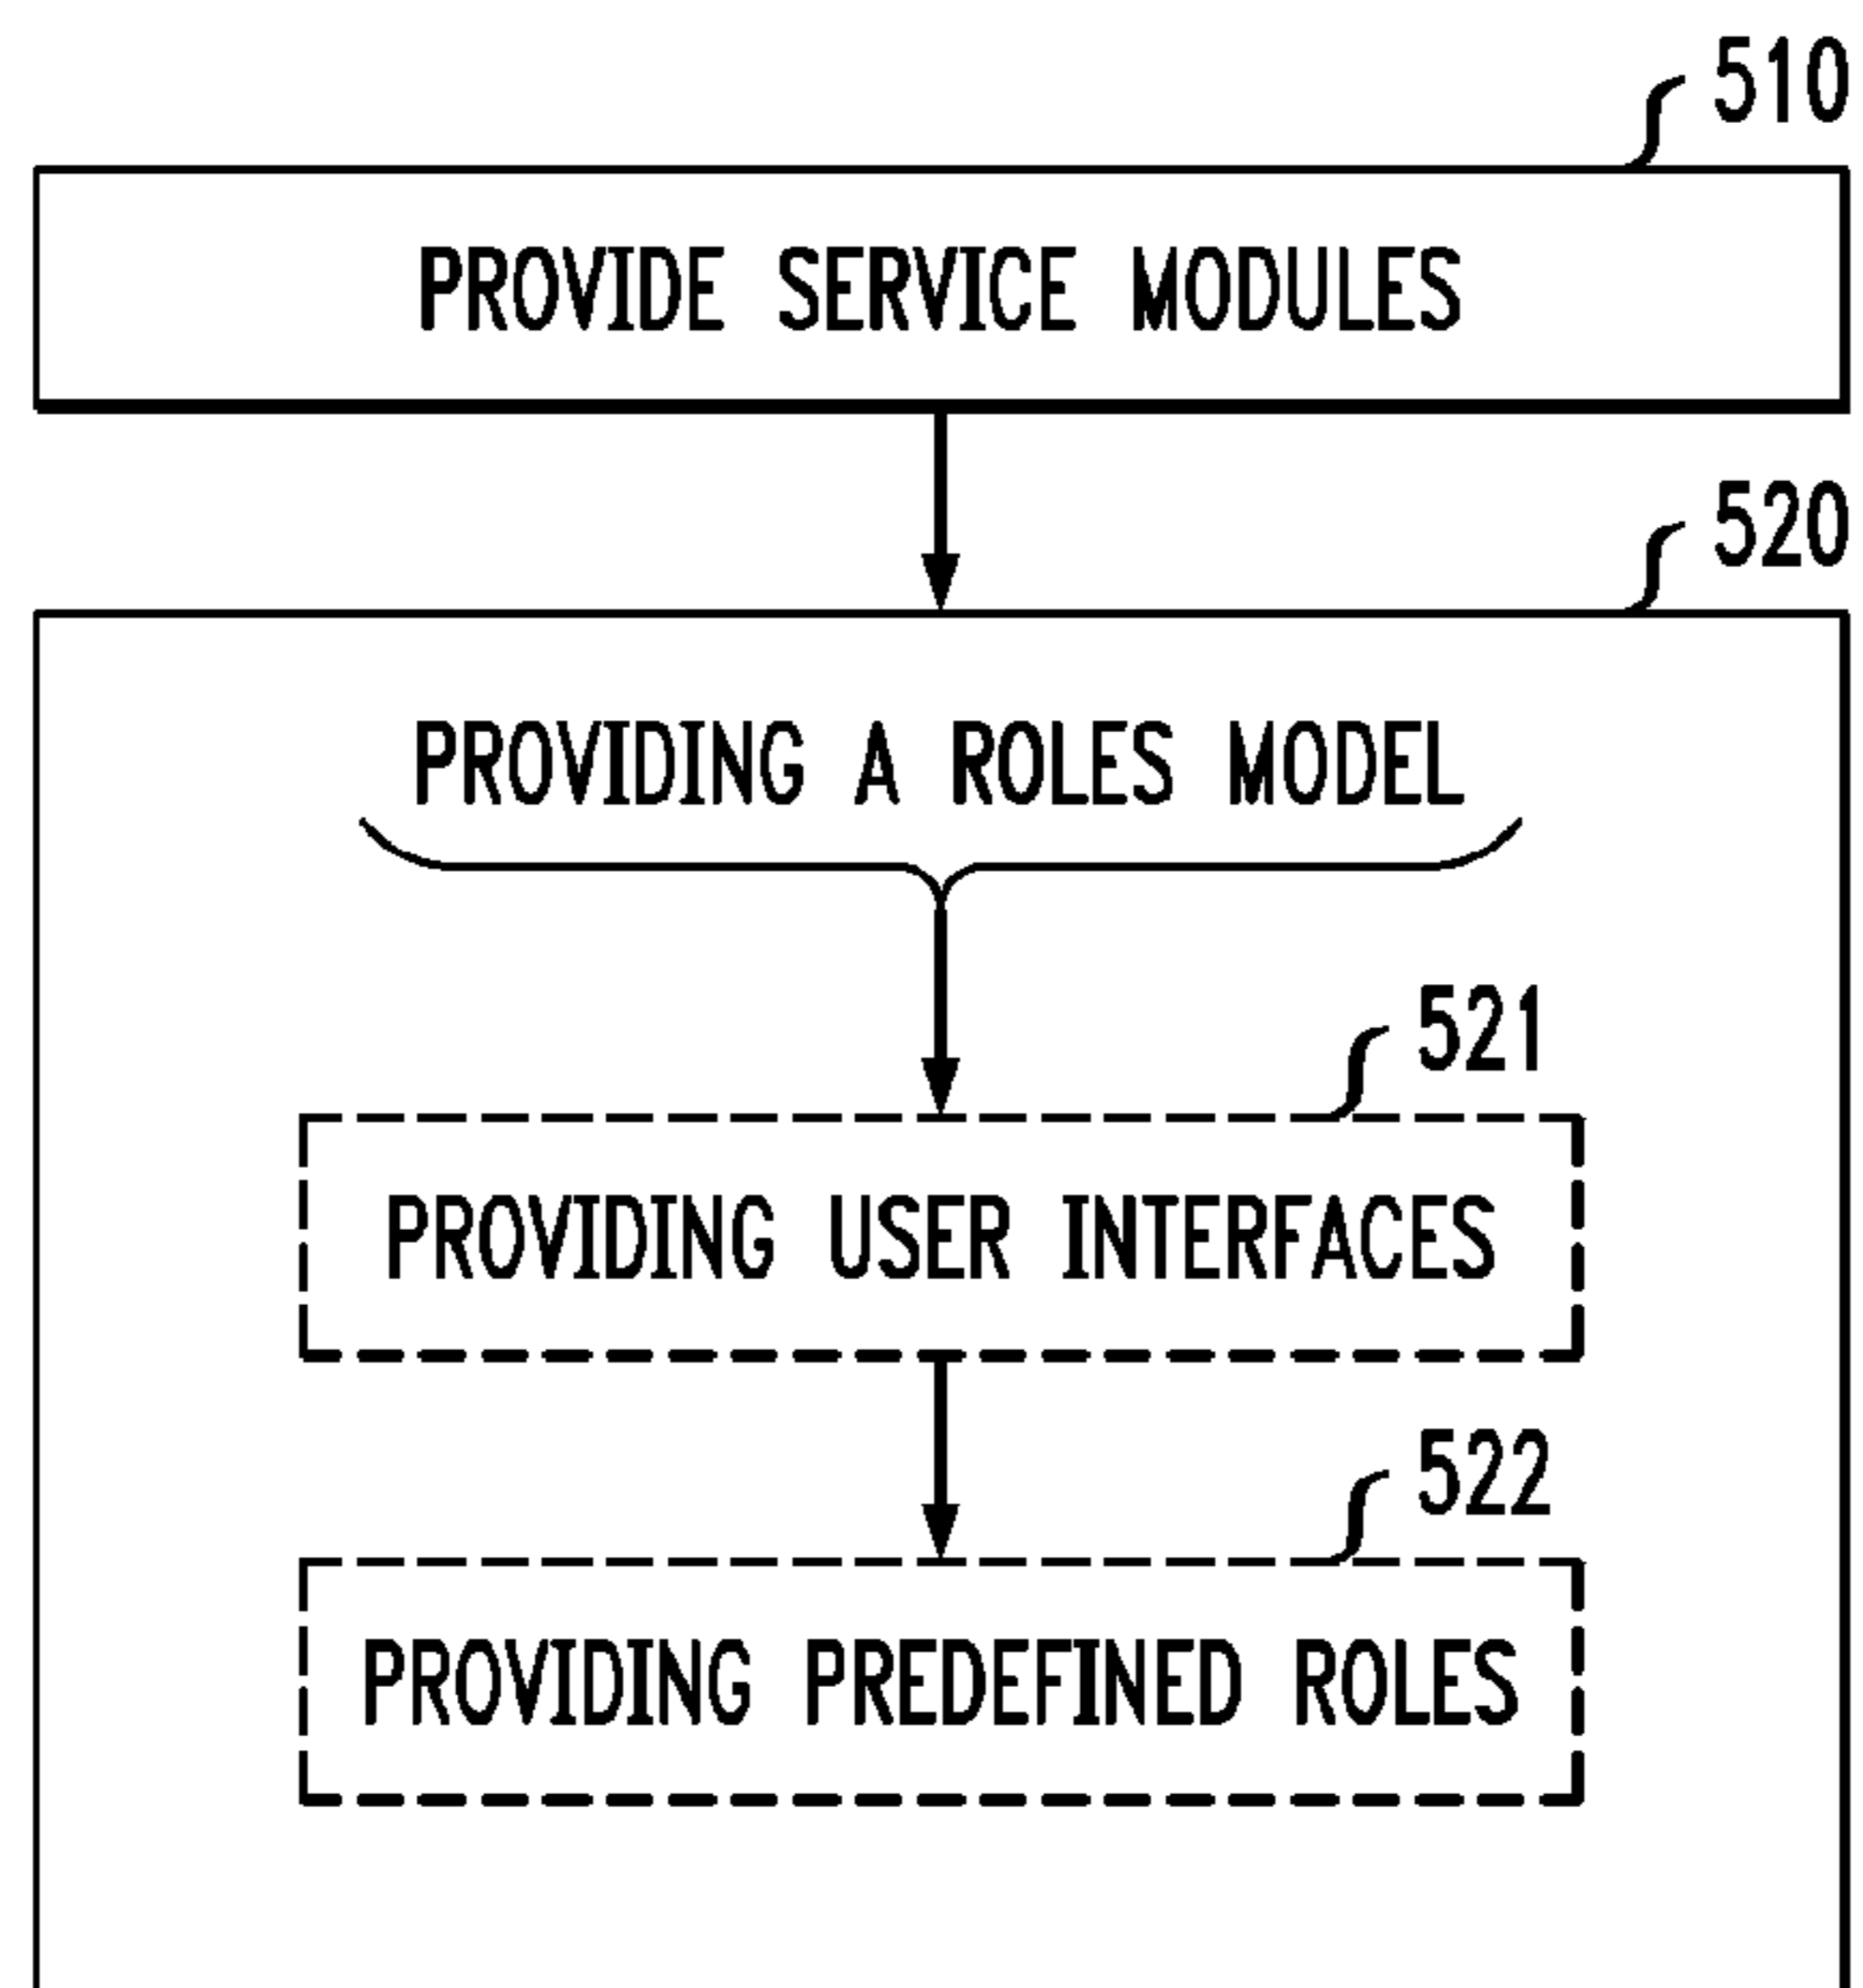 510
PROVIDE SERVICE MODULES
520
PROVIDING A ROLES MODEL
521
PROVIDING USER INTERFACES
522
PROVIDING PREDEFINED ROLES